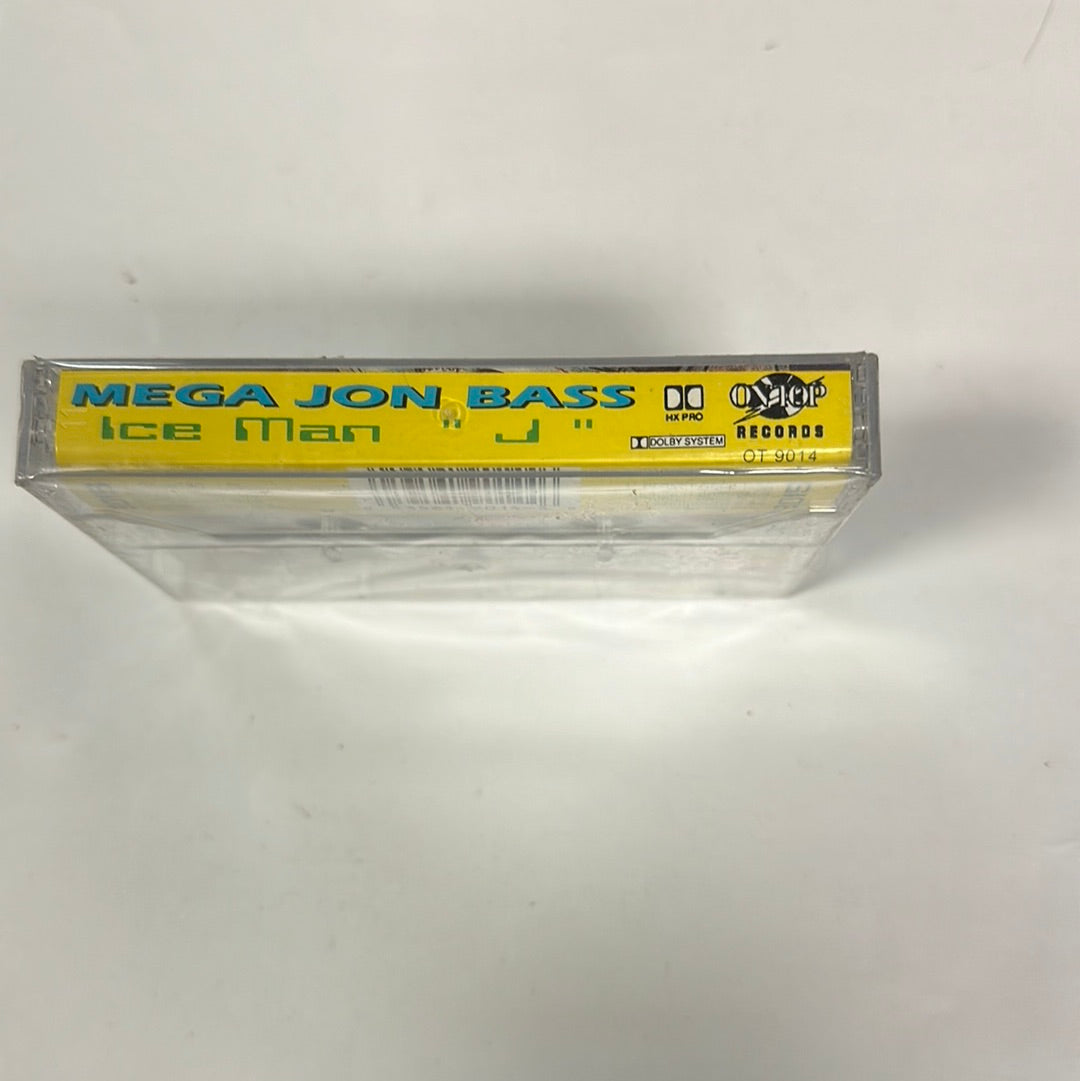 MEGA JON BASS
Ice Man "J"
HX PRO
DOLBY SYSTEM
ON TOP
RECORDS
OT 9014